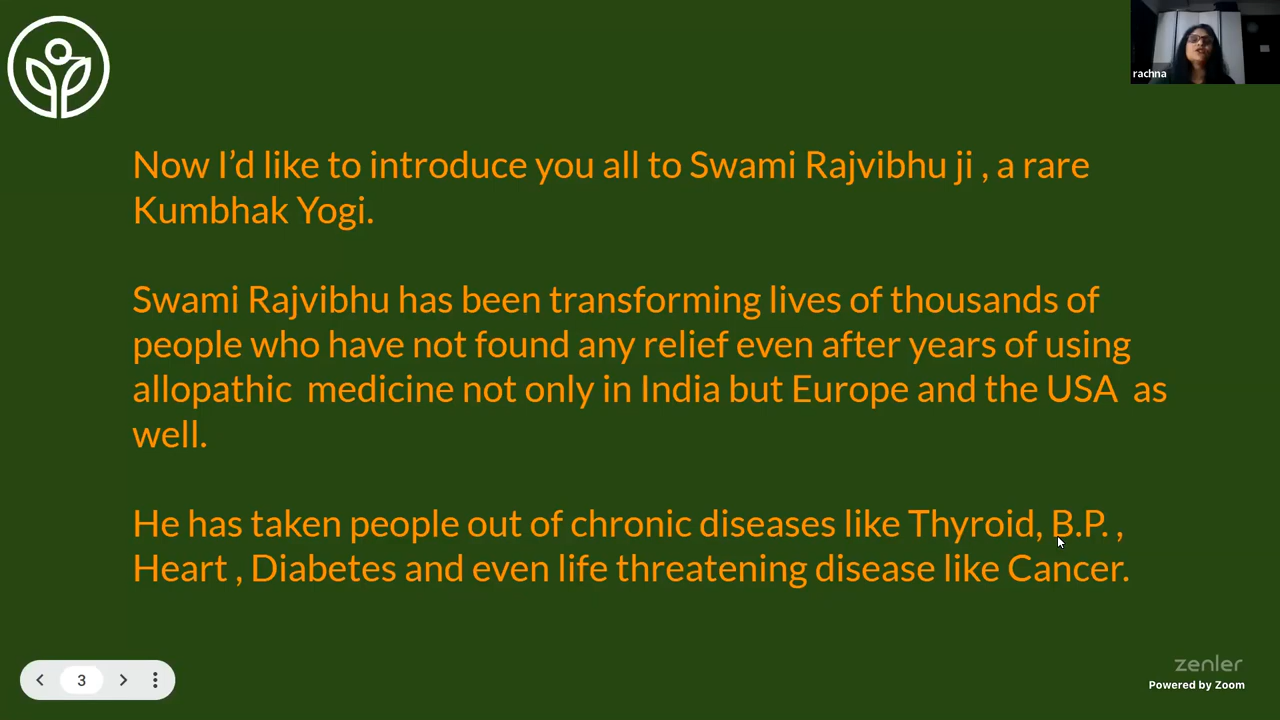 rachna
Now I’d like to introduce you all to Swami Rajvibhu ji , a rare
Kumbhak Yogi.
Swami Rajvibhu has been transforming lives of thousands of
people who have not found any relief even after years of using
allopathic  medicine not only in India but Europe and the USA  as
well.
He has taken people out of chronic diseases like Thyroid, B.P. ,
Heart , Diabetes and even life threatening disease like Cancer.
3
zenler
Powered by Zoom